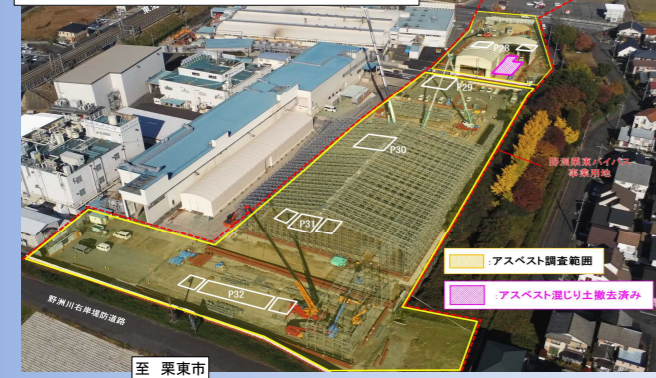 P28
P29
P30
野洲栗東バイパス
事業用地
P31
:アスベスト調査範囲
P32
:アスベスト混じり土撤去済み
野洲川右岸堤防道路
至 栗東市